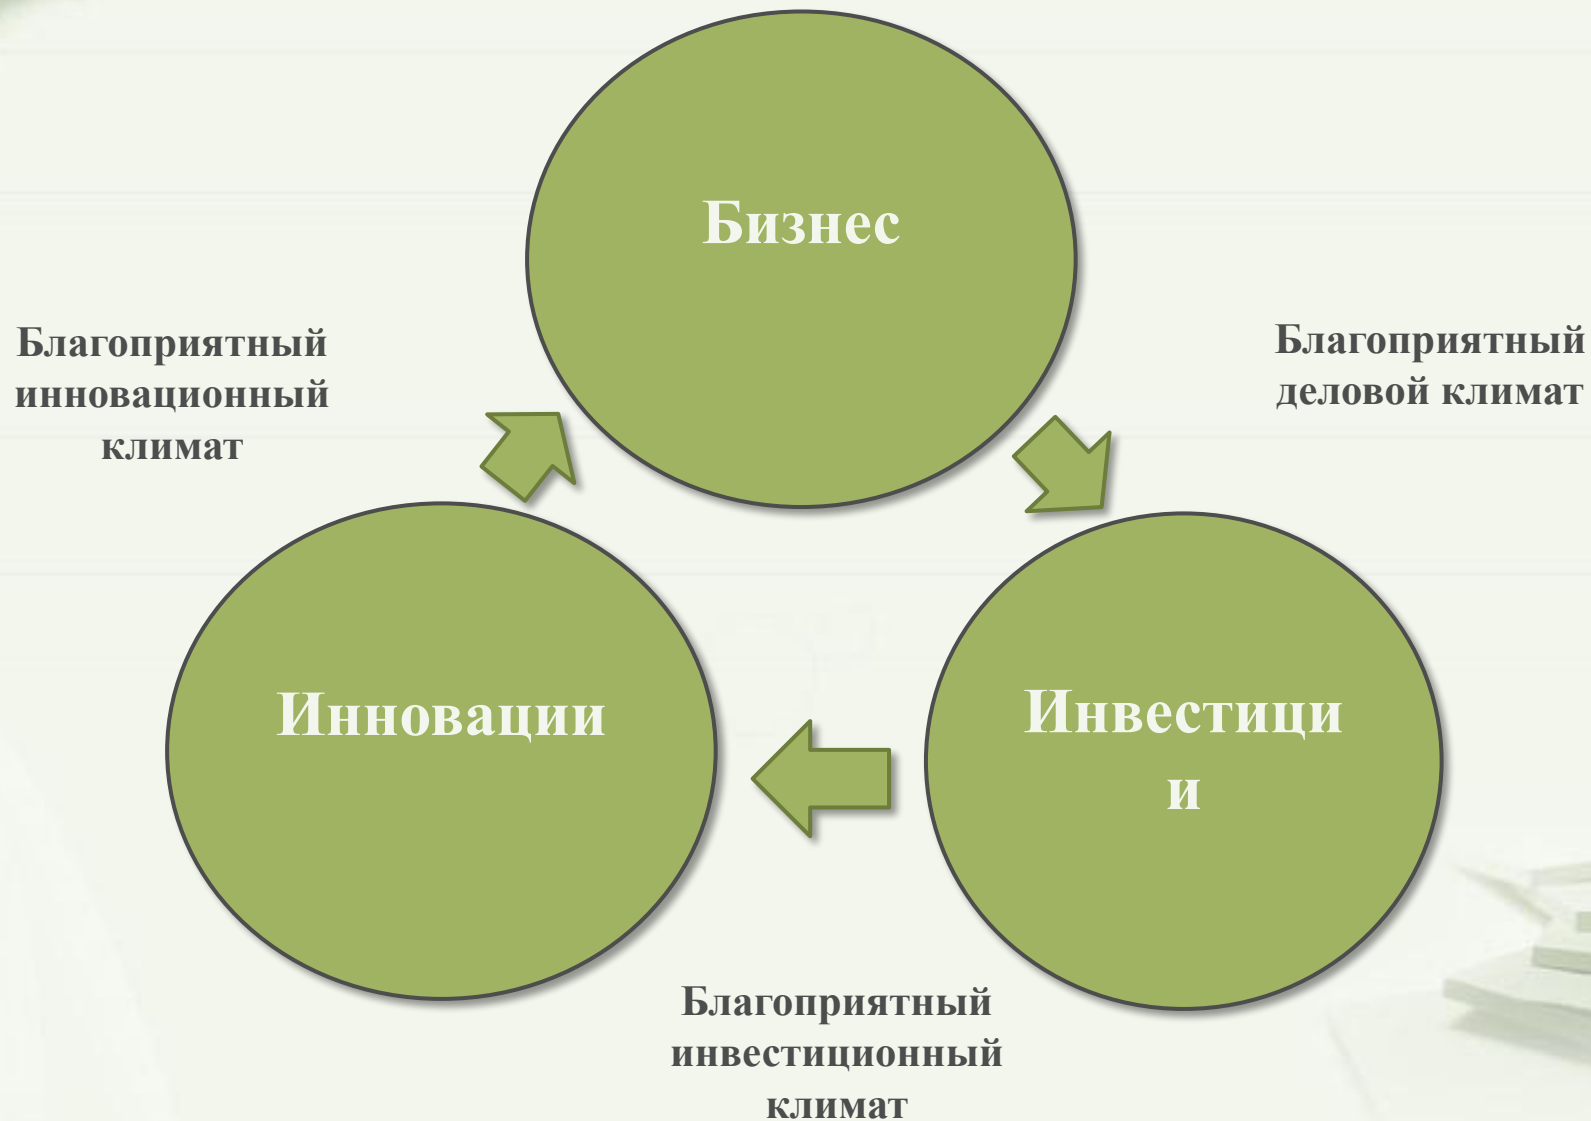 Бизнес
Благоприятный
инновационный
климат
Благоприятный
деловой климат
Инновации
Инвестици
и
Благоприятный
инвестиционный
климат